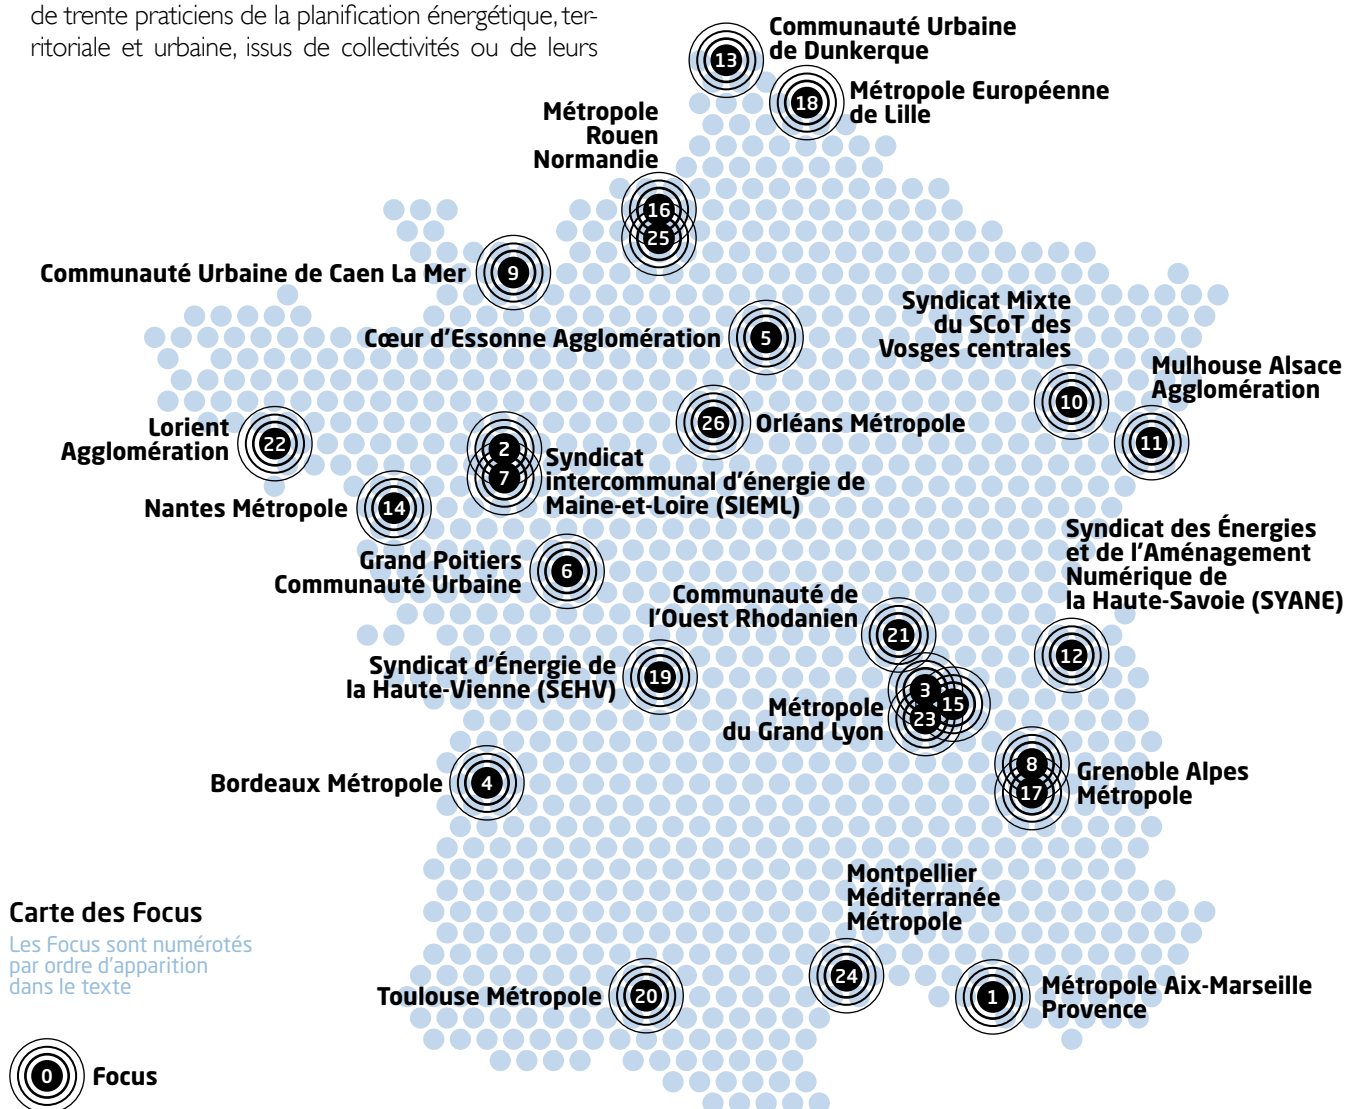 de trente praticiens de la planification énergétique, ter-
ritoriale et urbaine, issus de collectivités ou de leurs
13
Communauté Urbaine
de Dunkerque
18
Métropole Européenne
de Lille
Métropole
Rouen
Normandie
16
25
Communauté Urbaine de Caen La Mer
9
Cœur d'Essonne Agglomération
5
Syndicat Mixte
du SCoT des
Vosges centrales
10
Mulhouse Alsace
Agglomération
11
Lorient
Agglomération
22
2
7
Syndicat
intercommunal d'énergie de
Maine-et-Loire (SIEML)
26
Orléans Métropole
Nantes Métropole
14
Grand Poitiers
Communauté Urbaine
6
Syndicat des Énergies
et de l'Aménagement
Numérique de
la Haute-Savoie (SYANE)
12
Communauté de
l'Ouest Rhodanien
21
Syndicat d'Énergie de
la Haute-Vienne (SEHV)
19
Métropole
du Grand Lyon
3
15
23
Bordeaux Métropole
4
8
17
Grenoble Alpes
Métropole
Montpellier
Méditerranée
Métropole
24
Toulouse Métropole
20
1
Métropole Aix-Marseille
Provence
Carte des Focus
Les Focus sont numérotés
par ordre d'apparition
dans le texte
0
Focus